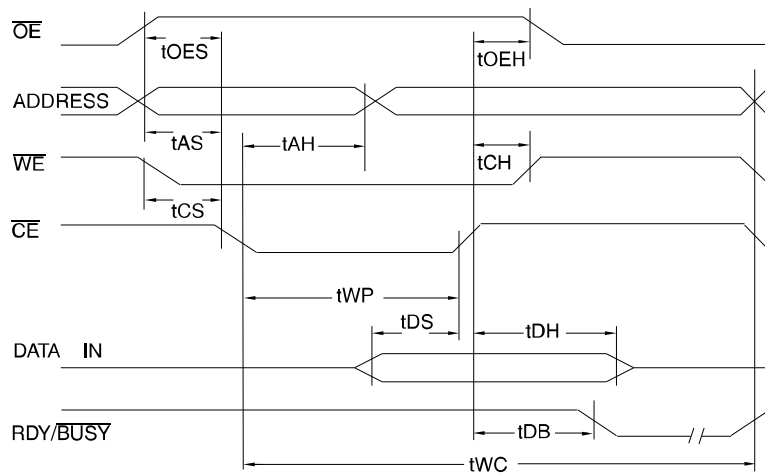 OE
tOES
tOEH
ADDRESS
tAS
tAH
WE
tCH
tCS
CE
tWP
tDS
tDH
DATA IN
RDY/BUSY
tDB
tWC